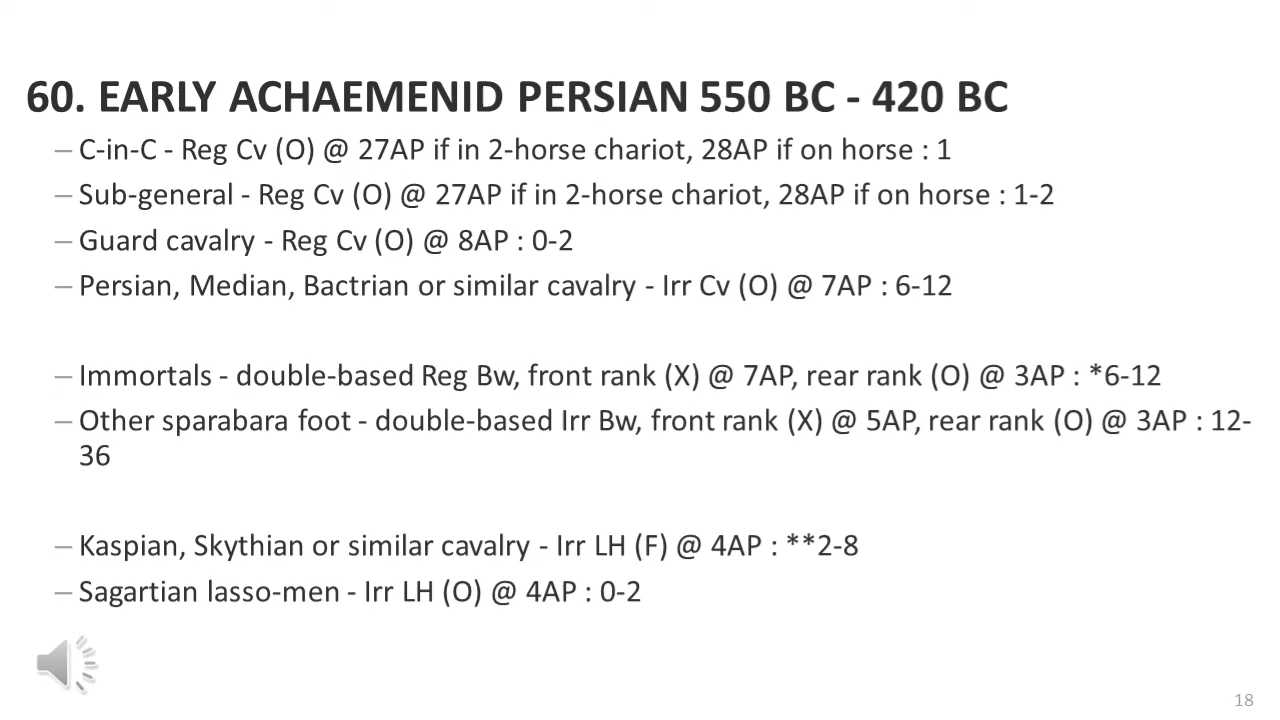 60. EARLY ACHAEMENID PERSIAN 550 BC - 420 BC
– C-in-C - Reg Cv (O) @ 27AP if in 2-horse chariot, 28AP if on horse : 1
– Sub-general - Reg Cv (O) @ 27AP if in 2-horse chariot, 28AP if on horse : 1-2
– Guard cavalry - Reg Cv (O) @ 8AP : 0-2
– Persian, Median, Bactrian or similar cavalry - Irr Cv (O) @ 7AP : 6-12
– Immortals - double-based Reg Bw, front rank (X) @ 7AP, rear rank (O) @ 3AP : *6-12
– Other sparabara foot - double-based Irr Bw, front rank (X) @ 5AP, rear rank (O) @ 3AP : 12-
36
– Kaspian, Skythian or similar cavalry - Irr LH (F) @ 4AP : **2-8
– Sagartian lasso-men - Irr LH (O) @ 4AP : 0-2
18